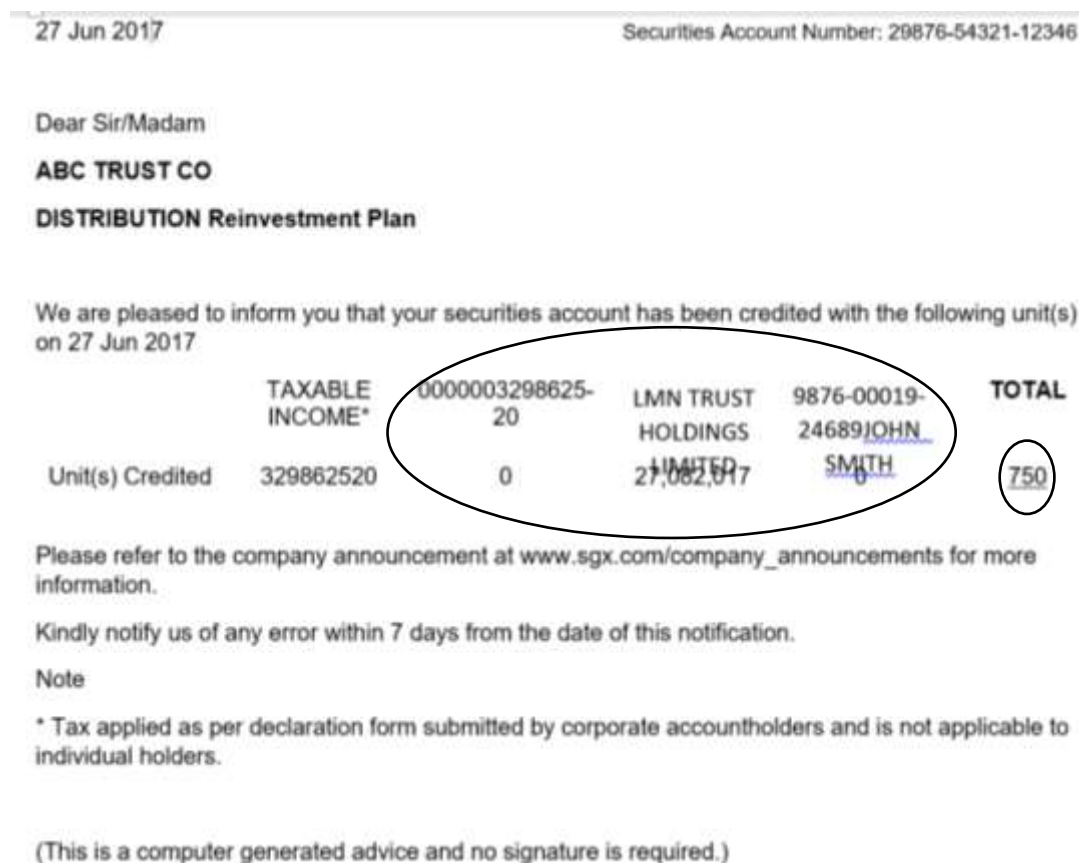 27 Jun 2017 Securities Account Number: 29876-54321-12346
Dear Sir/Madam
ABC TRUST CO
DISTRIBUTION Reinvestment Plan
We are pleased to inform you that your securities account has been credited with the following unit(s)
on 27 Jun 2017
TAXABLE 0000003298625- LMN TRUST 9876-00019- TOTAL
INCOME* 20 HOLDINGS 24689JOHN
LIMITED SMITH
Unit(s) Credited 329862520 0 27,082,017 0 750
Please refer to the company announcement at www.sgx.com/company_announcements for more
information.
Kindly notify us of any error within 7 days from the date of this notification.
Note
* Tax applied as per declaration form submitted by corporate accountholders and is not applicable to
individual holders.
(This is a computer generated advice and no signature is required.)